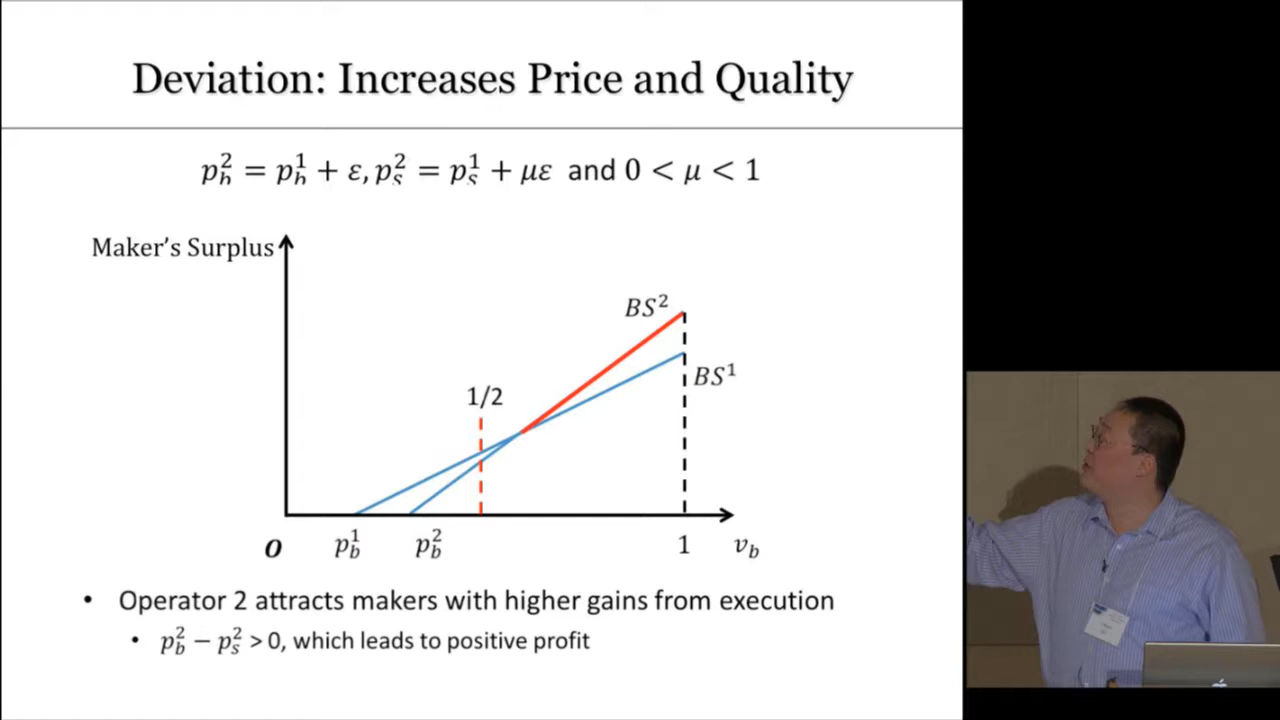 Deviation: Increases Price and Quality
p_b^2 = p_b^1 + ε, p_s^2 = p_s^1 + με and 0 < μ < 1
Maker's Surplus
BS^2
BS^1
1/2
O
p_b^1
p_b^2
1
v_b
• Operator 2 attracts makers with higher gains from execution
• p_b^2 − p_s^2 > 0, which leads to positive profit